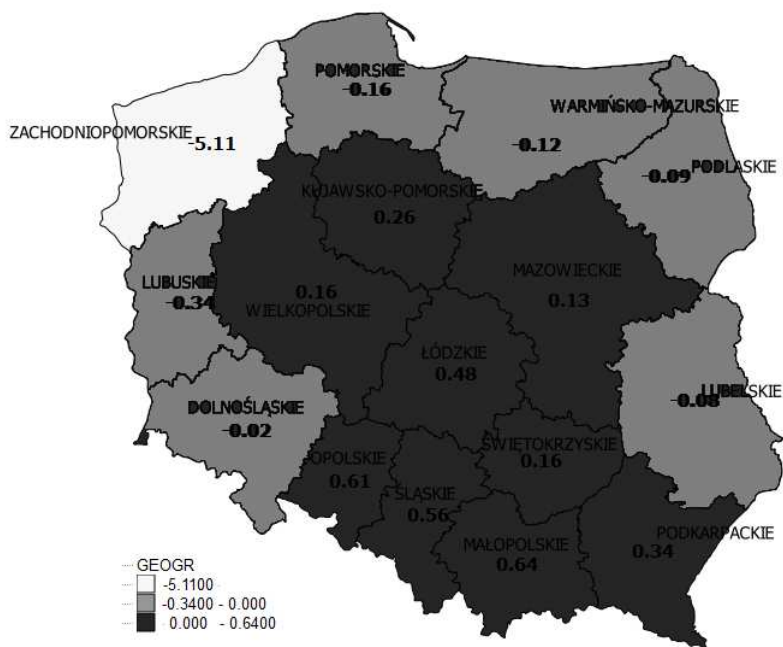 POMORSKIE
-0.16
WARMIŃSKO-MAZURSKIE
-0.12
ZACHODNIOPOMORSKIE
-5.11
PODLASKIE
-0.09
KUJAWSKO-POMORSKIE
0.26
MAZOWIECKIE
0.13
LUBUSKIE
-0.34
0.16
WIELKOPOLSKIE
ŁÓDZKIE
0.48
LUBELSKIE
-0.08
DOLNOŚLĄSKIE
-0.02
ŚWIĘTOKRZYSKIE
0.16
OPOLSKIE
0.61
ŚLĄSKIE
0.56
MAŁOPOLSKIE
0.64
PODKARPACKIE
0.34
GEOGR
-5.1100
-0.3400 - 0.000
0.000 - 0.6400